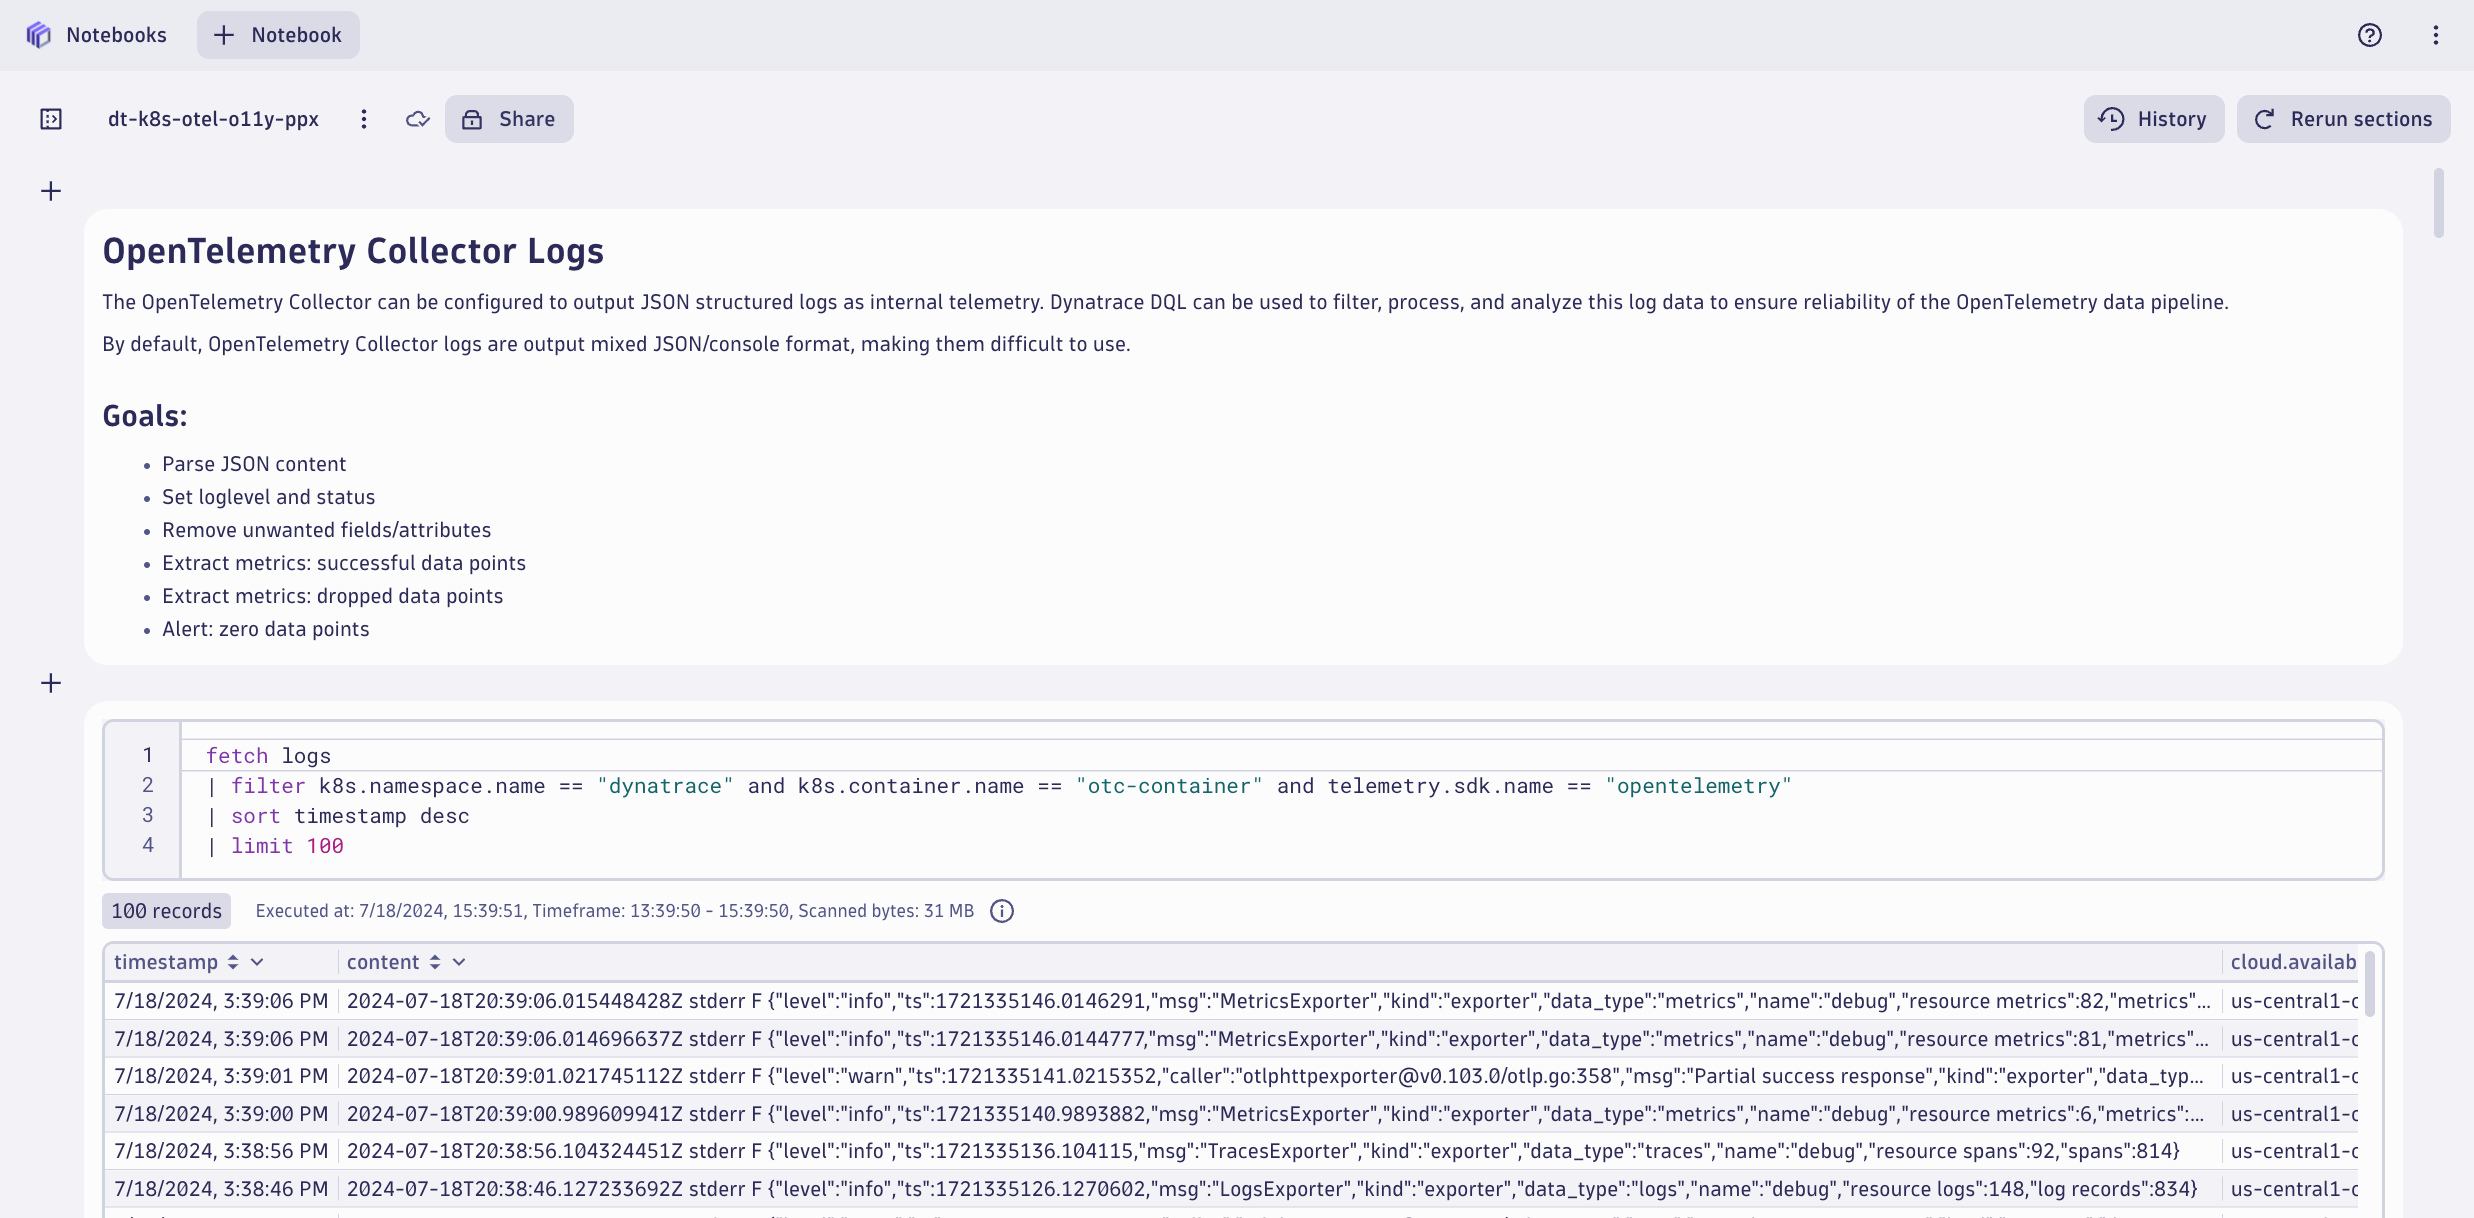 Notebooks
Notebook
dt-k8s-otel-o11y-ppx
Share
History
Rerun sections
OpenTelemetry Collector Logs
The OpenTelemetry Collector can be configured to output JSON structured logs as internal telemetry. Dynatrace DQL can be used to filter, process, and analyze this log data to ensure reliability of the OpenTelemetry data pipeline.
By default, OpenTelemetry Collector logs are output mixed JSON/console format, making them difficult to use.
Goals:
• Parse JSON content
• Set loglevel and status
• Remove unwanted fields/attributes
• Extract metrics: successful data points
• Extract metrics: dropped data points
• Alert: zero data points
1 fetch logs
2 | filter k8s.namespace.name == "dynatrace" and k8s.container.name == "otc-container" and telemetry.sdk.name == "opentelemetry"
3 | sort timestamp desc
4 | limit 100
100 records Executed at: 7/18/2024, 15:39:51, Timeframe: 13:39:50 - 15:39:50, Scanned bytes: 31 MB
timestamp content cloud.availab
7/18/2024, 3:39:06 PM 2024-07-18T20:39:06.015448428Z stderr F {"level":"info","ts":1721335146.0146291,"msg":"MetricsExporter","kind":"exporter","data_type":"metrics","name":"debug","resource metrics":82,"metrics"... us-central1-c
7/18/2024, 3:39:06 PM 2024-07-18T20:39:06.014696637Z stderr F {"level":"info","ts":1721335146.0144777,"msg":"MetricsExporter","kind":"exporter","data_type":"metrics","name":"debug","resource metrics":81,"metrics"... us-central1-c
7/18/2024, 3:39:01 PM 2024-07-18T20:39:01.021745112Z stderr F {"level":"warn","ts":1721335141.0215352,"caller":"otlphttpexporter@v0.103.0/otlp.go:358","msg":"Partial success response","kind":"exporter","data_typ... us-central1-c
7/18/2024, 3:39:00 PM 2024-07-18T20:39:00.989609941Z stderr F {"level":"info","ts":1721335140.9893882,"msg":"MetricsExporter","kind":"exporter","data_type":"metrics","name":"debug","resource metrics":6,"metrics":... us-central1-c
7/18/2024, 3:38:56 PM 2024-07-18T20:38:56.104324451Z stderr F {"level":"info","ts":1721335136.104115,"msg":"TracesExporter","kind":"exporter","data_type":"traces","name":"debug","resource spans":92,"spans":814} us-central1-c
7/18/2024, 3:38:46 PM 2024-07-18T20:38:46.127233692Z stderr F {"level":"info","ts":1721335126.1270602,"msg":"LogsExporter","kind":"exporter","data_type":"logs","name":"debug","resource logs":148,"log records":834} us-central1-c